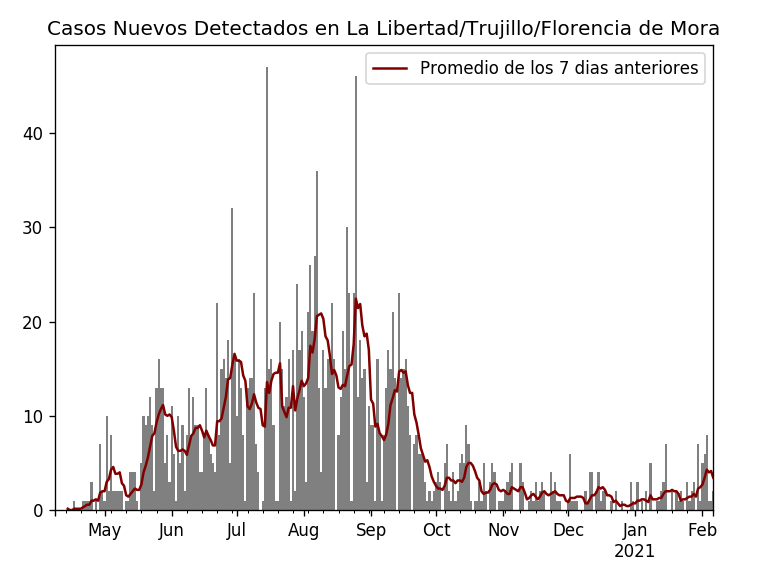 Casos Nuevos Detectados en La Libertad/Trujillo/Florencia de Mora
Promedio de los 7 dias anteriores
40
30
20
10
0
May Jun Jul Aug Sep Oct Nov Dec Jan Feb
2021